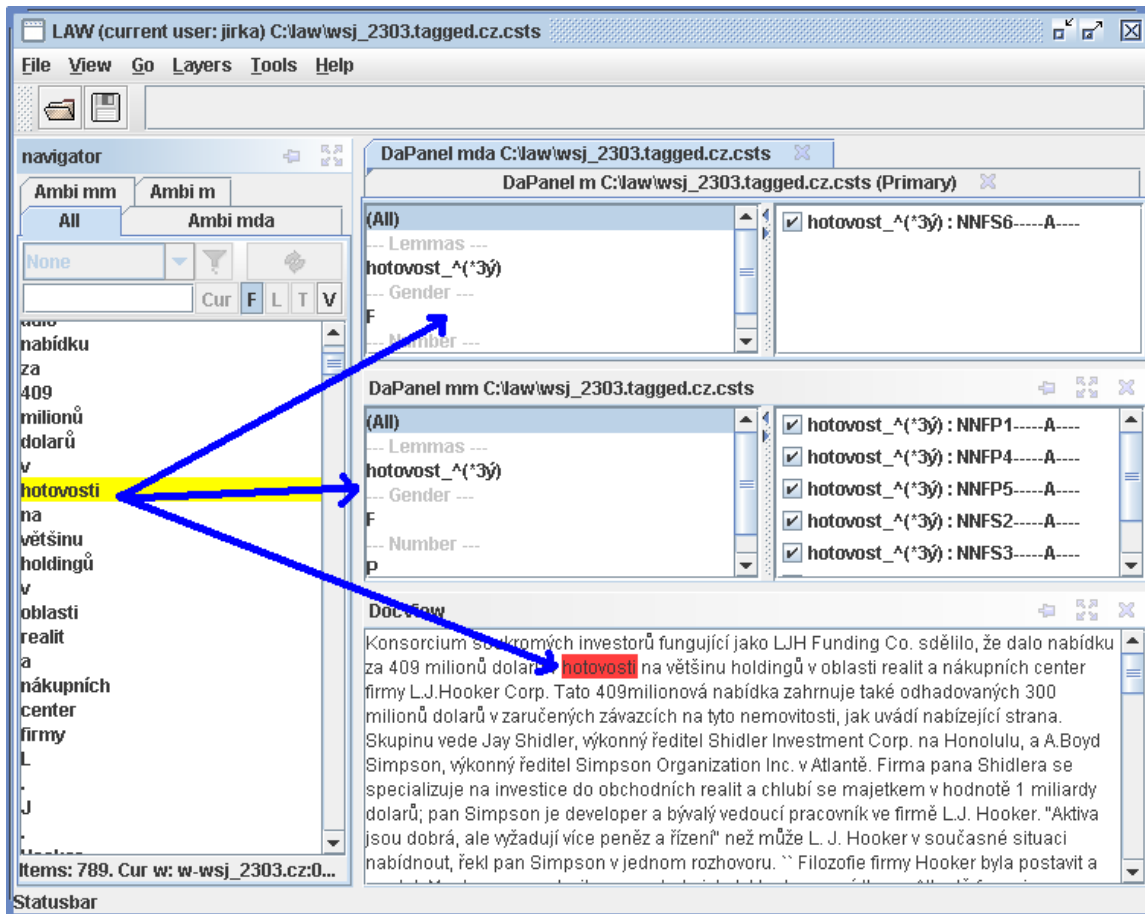 LAW (current user: jirka) C:\law\wsj_2303.tagged.cz.csts
File View Go Layers Tools Help
navigator
Ambi mm Ambi m
All Ambi mda
None
Cur F L T V
nabídku
za
409
milionů
dolarů
v
hotovosti
na
většinu
holdingů
v
oblasti
realit
a
nákupních
center
firmy
L
.
J
.
Hooker
Items: 789. Cur w: w-wsj_2303.cz:0...
Statusbar
DaPanel mda C:\law\wsj_2303.tagged.cz.csts
DaPanel m C:\law\wsj_2303.tagged.cz.csts (Primary)
(All)
--- Lemmas ---
hotovost_^(*3ý)
--- Gender ---
F
--- Number ---
hotovost_^(*3ý) : NNFS6-----A----
DaPanel mm C:\law\wsj_2303.tagged.cz.csts
(All)
--- Lemmas ---
hotovost_^(*3ý)
--- Gender ---
F
--- Number ---
P
hotovost_^(*3ý) : NNFP1-----A----
hotovost_^(*3ý) : NNFP4-----A----
hotovost_^(*3ý) : NNFP5-----A----
hotovost_^(*3ý) : NNFS2-----A----
hotovost_^(*3ý) : NNFS3-----A----
DocView
Konsorcium soukromých investorů fungující jako LJH Funding Co. sdělilo, že dalo nabídku
za 409 milionů dolarů hotovosti na většinu holdingů v oblasti realit a nákupních center
firmy L.J.Hooker Corp. Tato 409milionová nabídka zahrnuje také odhadovaných 300
milionů dolarů v zaručených závazcích na tyto nemovitosti, jak uvádí nabízející strana.
Skupinu vede Jay Shidler, výkonný ředitel Shidler Investment Corp. na Honolulu, a A.Boyd
Simpson, výkonný ředitel Simpson Organization Inc. v Atlantě. Firma pana Shidlera se
specializuje na investice do obchodních realit a chlubí se majetkem v hodnotě 1 miliardy
dolarů; pan Simpson je developer a bývalý vedoucí pracovník ve firmě L.J. Hooker. "Aktiva
jsou dobrá, ale vyžadují více peněz a řízení" než může L. J. Hooker v současné situaci
nabídnout, řekl pan Simpson v jednom rozhovoru. `` Filozofie firmy Hooker byla postavit a